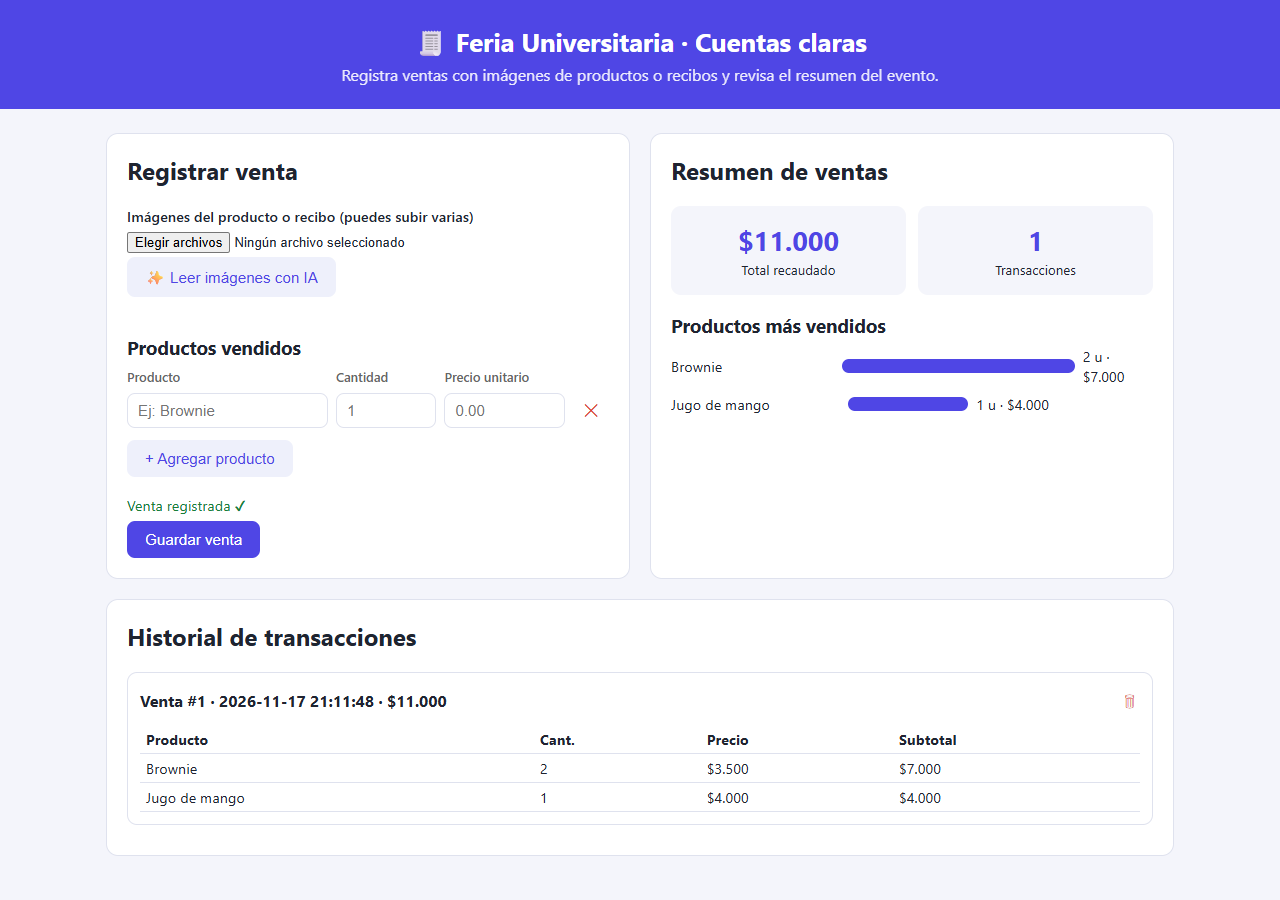 Feria Universitaria · Cuentas claras
Registra ventas con imágenes de productos o recibos y revisa el resumen del evento.
Registrar venta
Imágenes del producto o recibo (puedes subir varias)
Elegir archivos Ningún archivo seleccionado
✨ Leer imágenes con IA
Productos vendidos
Producto Cantidad Precio unitario
Ej: Brownie 1 0.00
+ Agregar producto
Venta registrada ✓
Guardar venta
Resumen de ventas
$11.000 1
Total recaudado Transacciones
Productos más vendidos
Brownie 2 u ·
$7.000
Jugo de mango 1 u · $4.000
Historial de transacciones
Venta #1 · 2026-11-17 21:11:48 · $11.000
Producto Cant. Precio Subtotal
Brownie 2 $3.500 $7.000
Jugo de mango 1 $4.000 $4.000